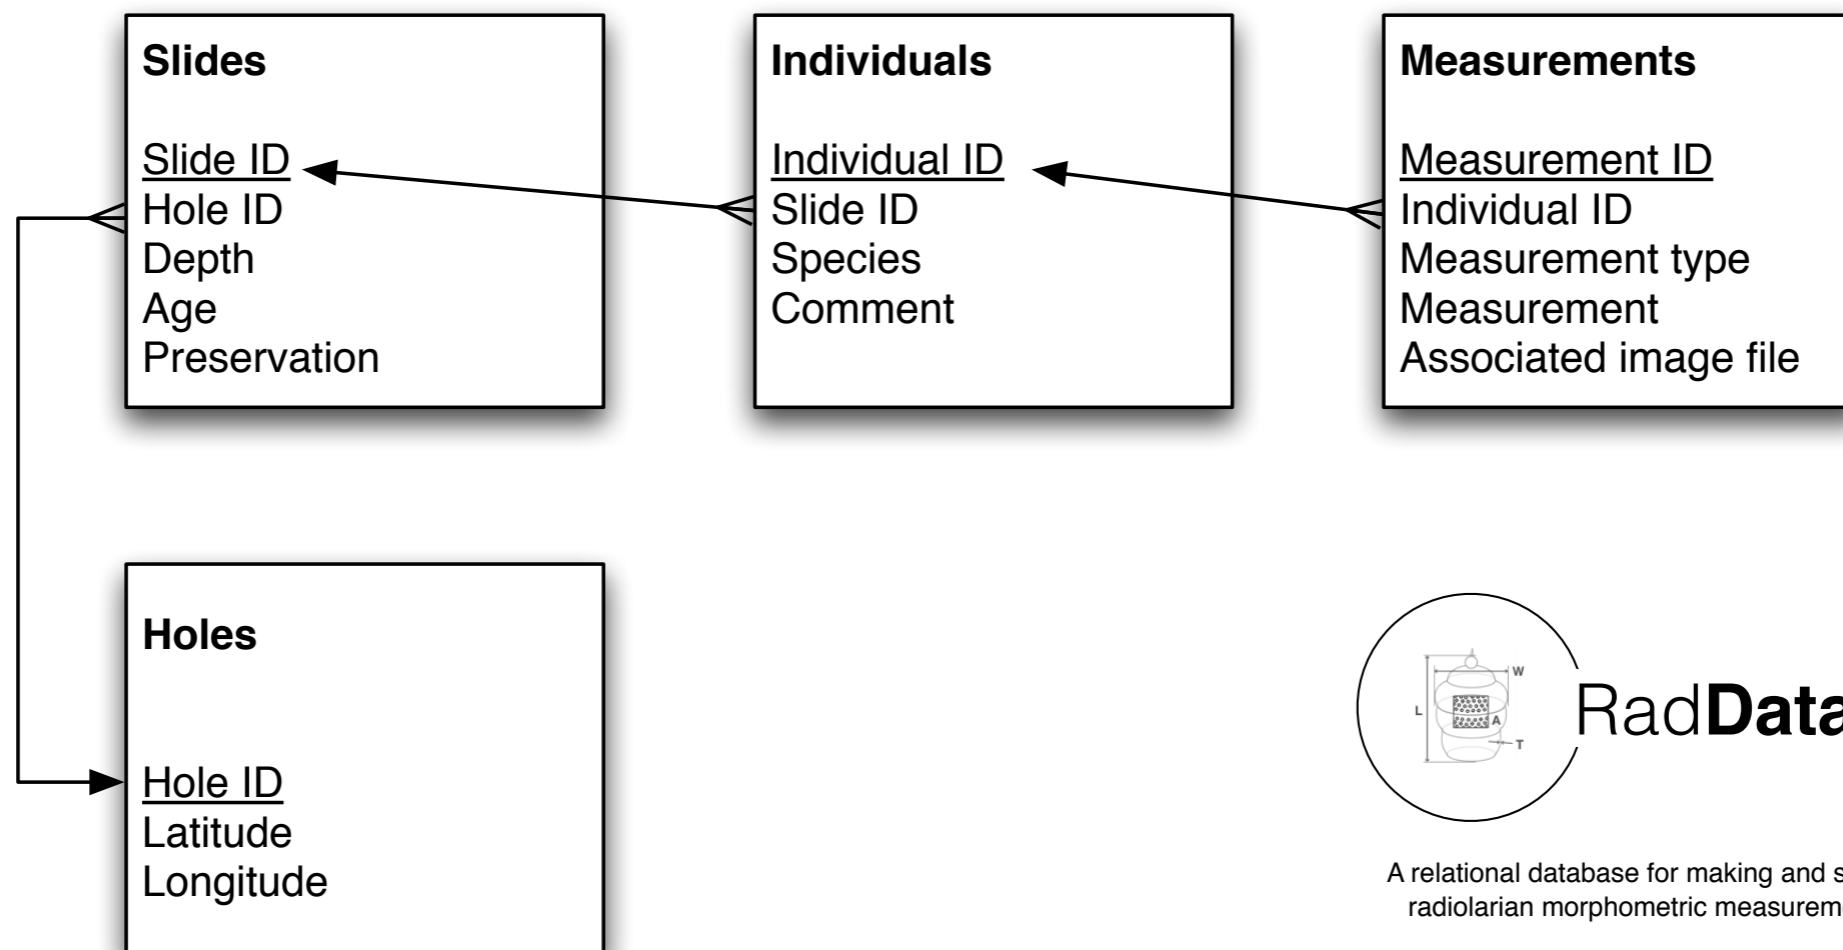 Slides
Slide ID
Hole ID
Depth
Age
Preservation
Individuals
Individual ID
Slide ID
Species
Comment
Measurements
Measurement ID
Individual ID
Measurement type
Measurement
Associated image file
Holes
Hole ID
Latitude
Longitude
L
W
A
T
RadData
A relational database for making and
radiolarian morphometric